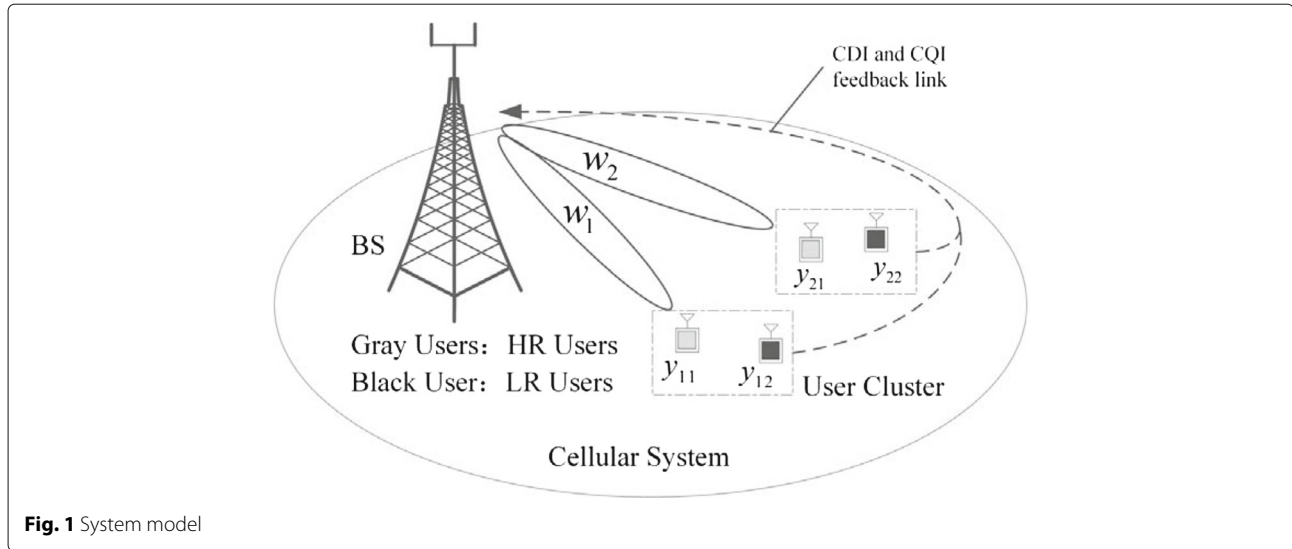 CDI and CQI
feedback link
w₂
w₁
BS
y₂₁
y₂₂
Gray Users: HR Users
y₁₁
y₁₂
Black User: LR Users
User Cluster
Cellular System
Fig. 1 System model